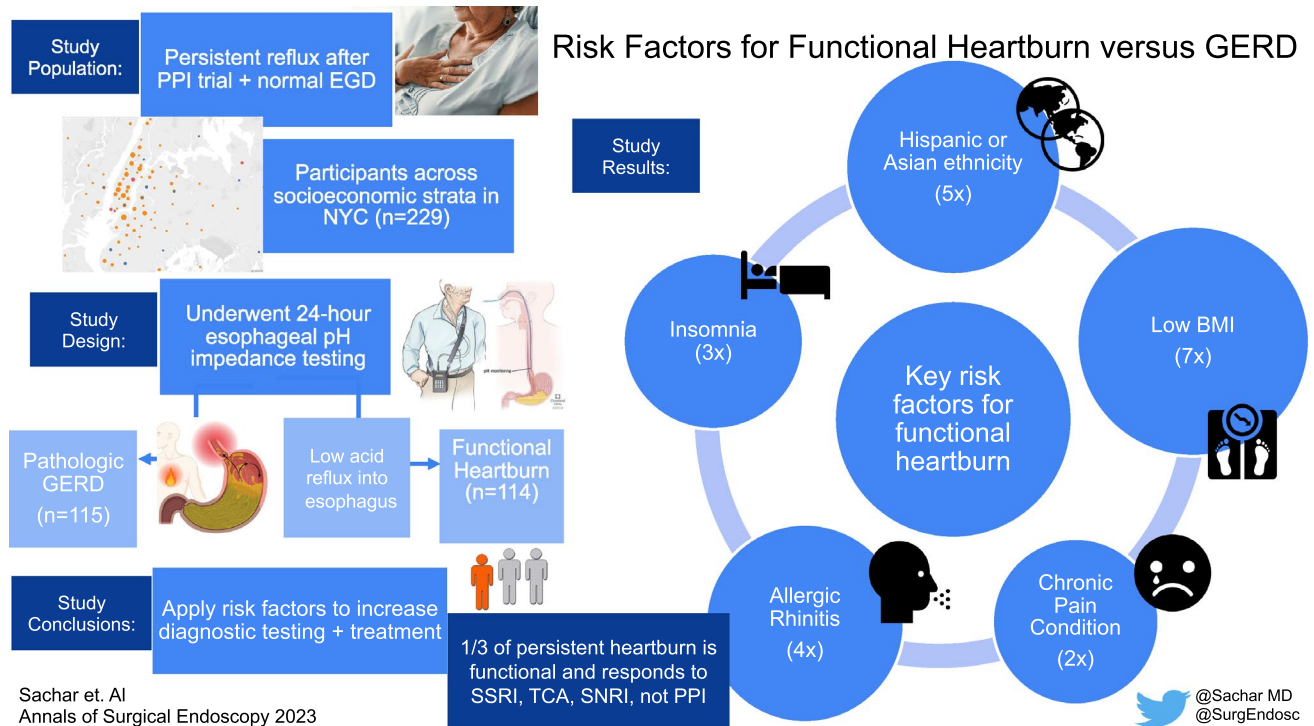 Risk Factors for Functional Heartburn versus GERD
Study
Population:
Persistent reflux after
PPI trial + normal EGD
Participants across
socioeconomic strata in
NYC (n=229)
Study
Design:
Underwent 24-hour
esophageal pH
impedance testing
pH monitoring
Pathologic
GERD
(n=115)
Low acid
reflux into
esophagus
Functional
Heartburn
(n=114)
Study
Conclusions:
Apply risk factors to increase
diagnostic testing + treatment
1/3 of persistent heartburn is
functional and responds to
SSRI, TCA, SNRI, not PPI
Sachar et. Al
Annals of Surgical Endoscopy 2023
Study
Results:
Hispanic or
Asian ethnicity
(5x)
Low BMI
(7x)
Chronic
Pain
Condition
(2x)
Allergic
Rhinitis
(4x)
Insomnia
(3x)
Key risk
factors for
functional
heartburn
@Sachar MD
@SurgEndosc